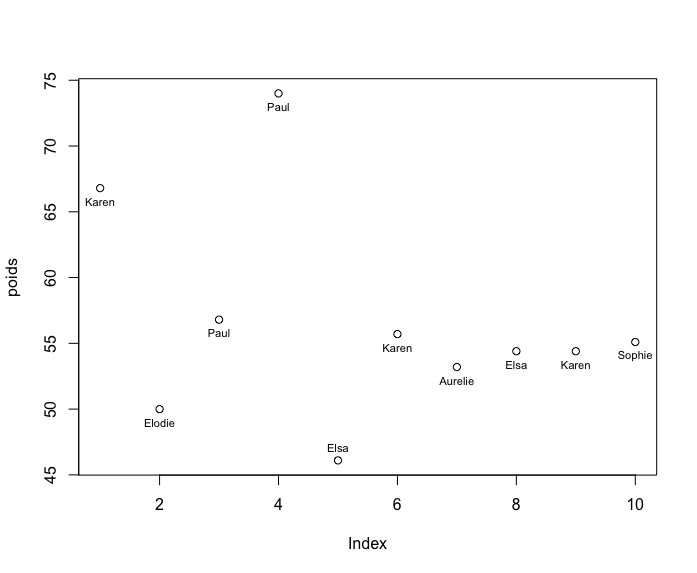 75
Paul
70
Karen
65
poids
60
Paul
55
Karen
Aurelie
Elsa
Karen
Sophie
50
Elodie
Elsa
45
2
4
6
8
10
Index